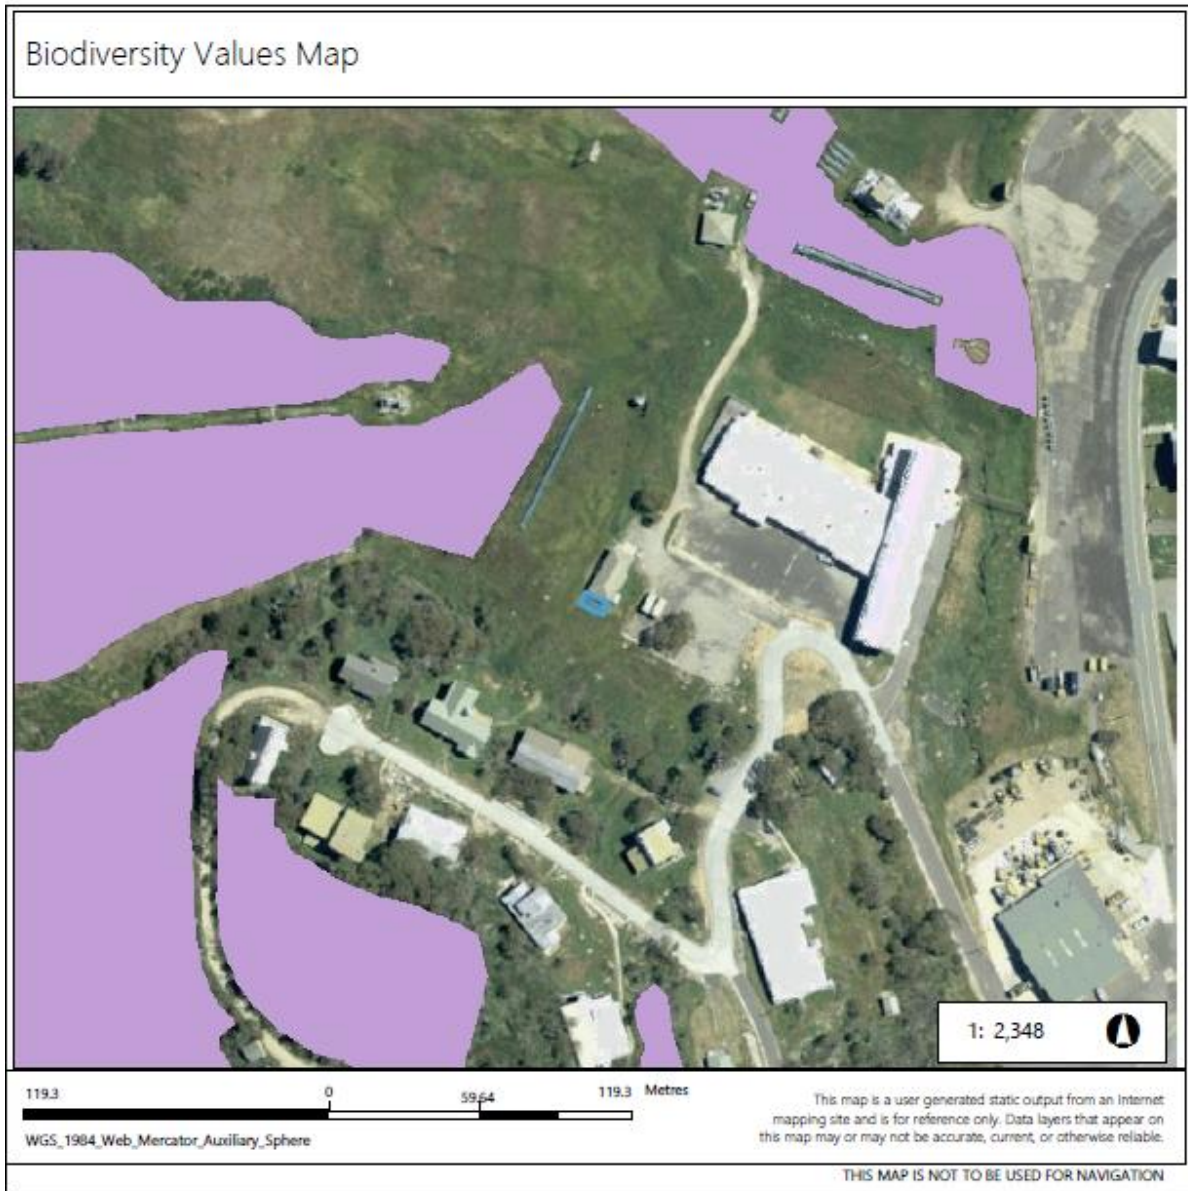 Biodiversity Values Map
1: 2,348
119.3 0 59.64 119.3 Metres
WGS_1984_Web_Mercator_Auxiliary_Sphere
This map is a user generated static output from an Internet
mapping site and is for reference only. Data layers that appear on
this map may or may not be accurate, current, or otherwise reliable.
THIS MAP IS NOT TO BE USED FOR NAVIGATION